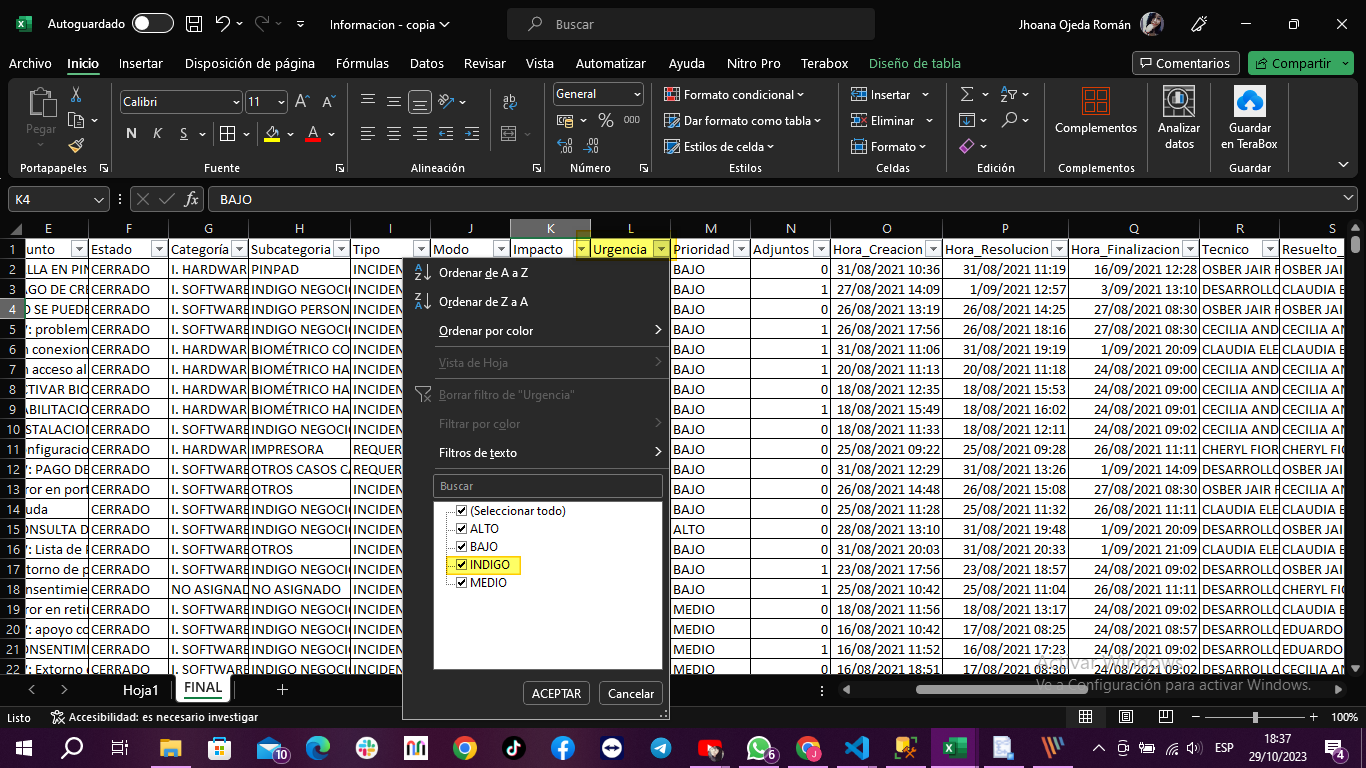 Autoguardado Informacion - copia Buscar Jhoana Ojeda Román
Archivo Inicio Insertar Disposición de página Fórmulas Datos Revisar Vista Automatizar Ayuda Nitro Pro Terabox Diseño de tabla Comentarios Compartir
Pegar
Portapapeles
Calibri 11
N K S
Fuente
Alineación
General
% 000
Número
Formato condicional
Dar formato como tabla
Estilos de celda
Estilos
Insertar
Eliminar
Formato
Celdas
Edición
Complementos
Complementos
Analizar
datos
Guardar
en TeraBox
Guardar
K4 fx BAJO
E F G H I J K L M N O P Q R S
1 unto Estado Categoría Subcategoria Tipo Modo Impacto Urgencia Prioridad Adjuntos Hora_Creacion Hora_Resolucion Hora_Finalizacion Tecnico Resuelto_
2 LLA EN PIN CERRADO I. HARDWAR PINPAD INCIDEN BAJO 0 31/08/2021 10:36 31/08/2021 11:19 16/09/2021 12:28 OSBER JAIR F OSBER JAI
3 AGO DE CRE CERRADO I. SOFTWARE INDIGO NEGOCI INCIDEN BAJO 1 27/08/2021 14:09 1/09/2021 12:57 3/09/2021 13:10 DESARROLLO CLAUDIA E
4 O SE PUEDE CERRADO I. SOFTWARE INDIGO PERSON INCIDEN BAJO 0 26/08/2021 13:19 26/08/2021 14:25 27/08/2021 08:30 OSBER JAIR F OSBER JAI
5 : problem CERRADO I. SOFTWARE INDIGO NEGOCI INCIDEN BAJO 1 26/08/2021 17:56 26/08/2021 18:16 27/08/2021 08:30 CECILIA AND CECILIA AN
6 n conexion CERRADO I. HARDWAR BIOMÉTRICO CO INCIDEN BAJO 1 31/08/2021 11:06 31/08/2021 19:19 1/09/2021 20:09 CLAUDIA ELE CLAUDIA E
7 n acceso al CERRADO I. HARDWAR BIOMÉTRICO HA INCIDEN BAJO 1 20/08/2021 11:13 20/08/2021 11:18 24/08/2021 09:00 CECILIA AND CECILIA AN
8 CTIVAR BIO CERRADO I. HARDWAR BIOMÉTRICO HA INCIDEN BAJO 0 18/08/2021 12:35 18/08/2021 15:53 24/08/2021 09:00 CECILIA AND CECILIA AN
9 ABILITACIO CERRADO I. HARDWAR BIOMÉTRICO HA INCIDEN BAJO 1 18/08/2021 15:49 18/08/2021 16:02 24/08/2021 09:01 CECILIA AND CECILIA AN
10 NSTALACION CERRADO I. SOFTWARE INDIGO NEGOCI INCIDEN BAJO 0 18/08/2021 11:33 18/08/2021 12:11 24/08/2021 09:02 CECILIA AND CECILIA AN
11 onfiguracio CERRADO I. HARDWAR IMPRESORA REQUER BAJO 0 25/08/2021 09:22 25/08/2021 09:28 26/08/2021 11:11 CHERYL FIOR CHERYL FI
12 : PAGO DE CERRADO I. SOFTWARE OTROS CASOS CA REQUER BAJO 0 31/08/2021 12:29 31/08/2021 13:26 1/09/2021 14:09 DESARROLLO OSBER JAI
13 ror en port CERRADO I. SOFTWARE OTROS INCIDEN BAJO 0 26/08/2021 14:48 26/08/2021 15:08 27/08/2021 08:30 OSBER JAIR F CECILIA AN
14 uda CERRADO I. SOFTWARE INDIGO NEGOCI INCIDEN BAJO 0 25/08/2021 11:28 25/08/2021 11:32 26/08/2021 11:11 DESARROLLO CECILIA AN
15 ONSULTA D CERRADO I. SOFTWARE INDIGO NEGOCI INCIDEN ALTO 0 28/08/2021 13:10 31/08/2021 19:48 1/09/2021 20:09 DESARROLLO OSBER JAI
16 : Lista de CERRADO I. SOFTWARE OTROS INCIDEN BAJO 0 31/08/2021 20:03 31/08/2021 20:33 1/09/2021 21:09 CLAUDIA ELE CLAUDIA E
17 torno de p CERRADO I. SOFTWARE INDIGO NEGOCI INCIDEN BAJO 1 23/08/2021 17:56 23/08/2021 18:57 24/08/2021 09:02 DESARROLLO OSBER JAI
18 nsentimie CERRADO NO ASIGNAD NO ASIGNADO INCIDEN BAJO 1 25/08/2021 10:42 25/08/2021 11:04 26/08/2021 11:11 DESARROLLO CHERYL FI
19 ror en reti CERRADO I. SOFTWARE INDIGO NEGOCI INCIDEN MEDIO 0 18/08/2021 11:56 18/08/2021 13:17 24/08/2021 09:02 DESARROLLO CLAUDIA E
20 : apoyo co CERRADO I. SOFTWARE INDIGO NEGOCI INCIDEN MEDIO 0 16/08/2021 10:42 17/08/2021 08:25 24/08/2021 08:57 DESARROLLO EDUARDO
21 ONSENTIMI CERRADO I. SOFTWARE INDIGO NEGOCI INCIDEN MEDIO 1 16/08/2021 11:52 16/08/2021 17:23 24/08/2021 09:02 DESARROLLO EDUARDO
22 : Extorno CERRADO I. SOFTWARE INDIGO NEGOCI INCIDEN MEDIO 0 16/08/2021 18:51 17/08/2021 08:30 24/08/2021 09:02 DESARROLLO CECILIA AN
Ordenar de A a Z
Ordenar de Z a A
Ordenar por color
Vista de Hoja
Borrar filtro de "Urgencia"
Filtrar por color
Filtros de texto
Buscar
(Seleccionar todo)
ALTO
BAJO
INDIGO
MEDIO
ACEPTAR Cancelar
Activar Windows
Ve a Configuración para activar Windows.
Hoja1 FINAL
Listo Accesibilidad: es necesario investigar 100%
10 6 ESP 18:37
29/10/2023 4